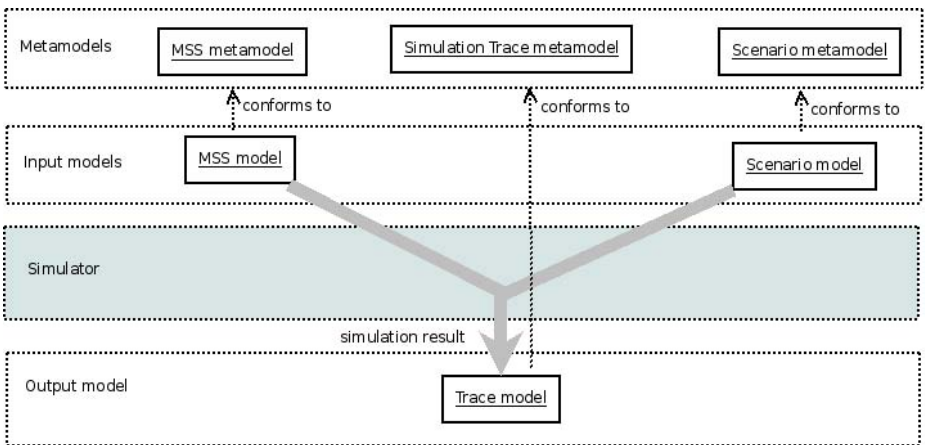 Metamodels
MSS metamodel
Simulation Trace metamodel
Scenario metamodel
conforms to
conforms to
conforms to
Input models
MSS model
Scenario model
Simulator
simulation result
Output model
Trace model